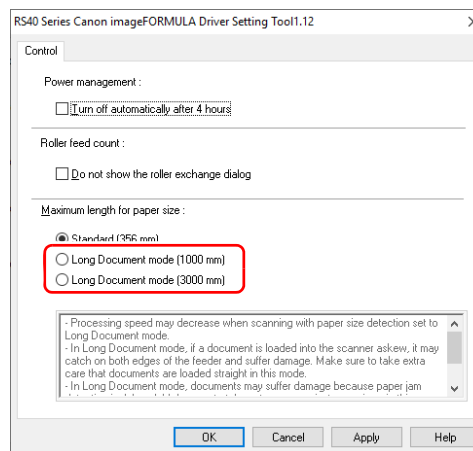 RS40 Series Canon imageFORMULA Driver Setting Tool1.12
Control
Power management :
Turn off automatically after 4 hours
Roller feed count :
Do not show the roller exchange dialog
Maximum length for paper size :
Standard (356 mm)
Long Document mode (1000 mm)
Long Document mode (3000 mm)
- Processing speed may decrease when scanning with paper size detection set to
Long Document mode.
- In Long Document mode, if a document is loaded into the scanner askew, it may
catch on both edges of the feeder and suffer damage. Make sure to take extra
care that documents are loaded straight in this mode.
- In Long Document mode, documents may suffer damage because paper jam
OK
Cancel
Apply
Help